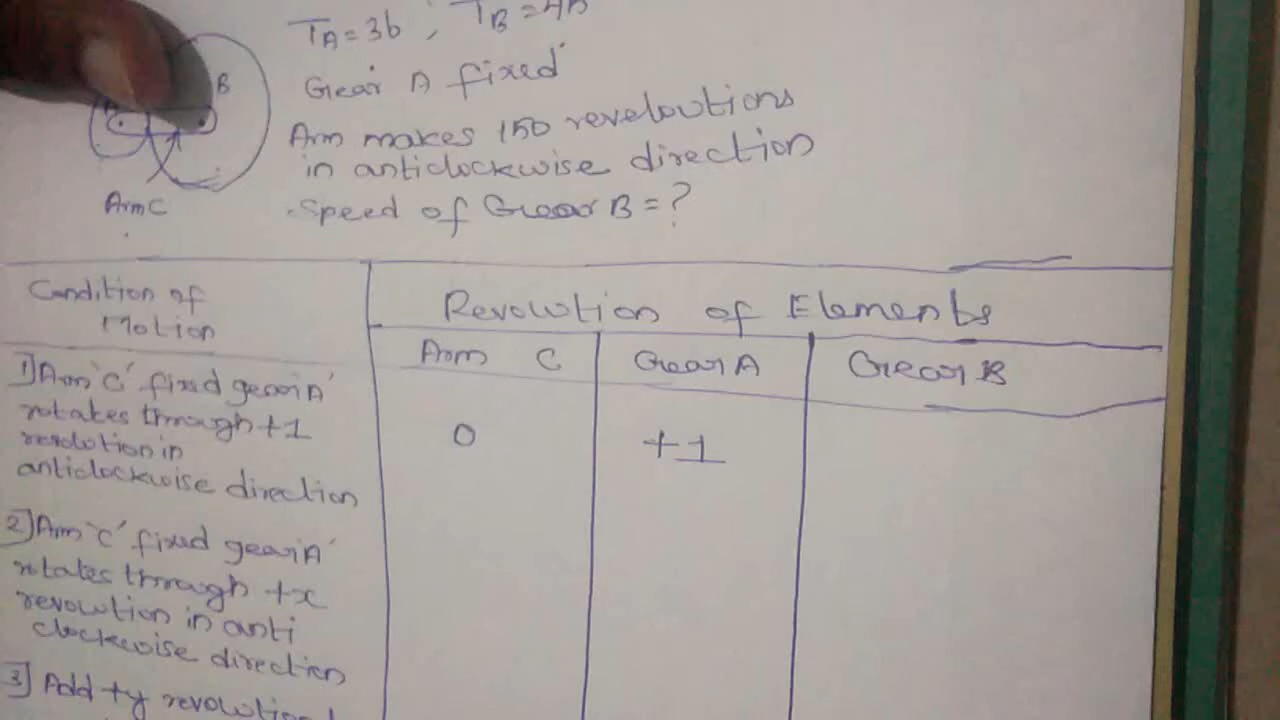 TA = 36 , TB = 45
Gear A fixed
B
Arm makes 150 reveloutions
in anticlockwise direction
Arm C
Speed of Gear B = ?
Condition of
Motion
Revolution of Elements
Arm C
Gear A
Gear B
1) Arm 'C' fixed gear 'A'
rotates through +1
revolution in
anticlockwise direction
0
+1
2) Arm 'C' fixed gear 'A'
rotates through +x
revolution in anti
clockwise direction
3) Add +y revolution